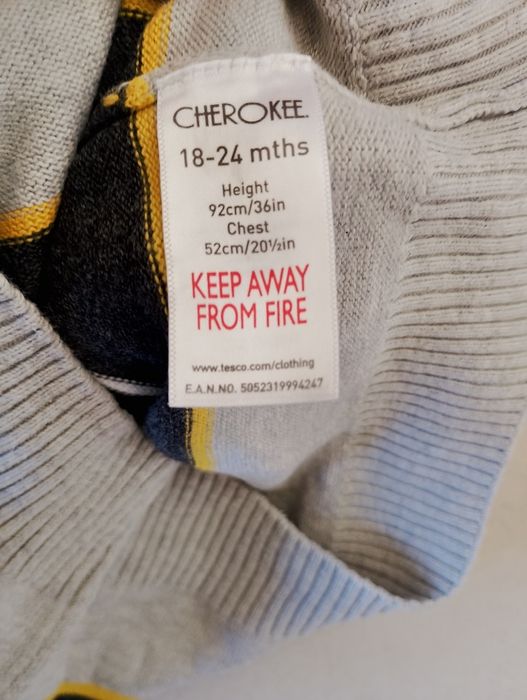 CHEROKEE.
18-24 mths
Height
92cm/36in
Chest
52cm/20½in
KEEP AWAY
FROM FIRE
www.tesco.com/clothing
E.A.N.NO. 5052319994247